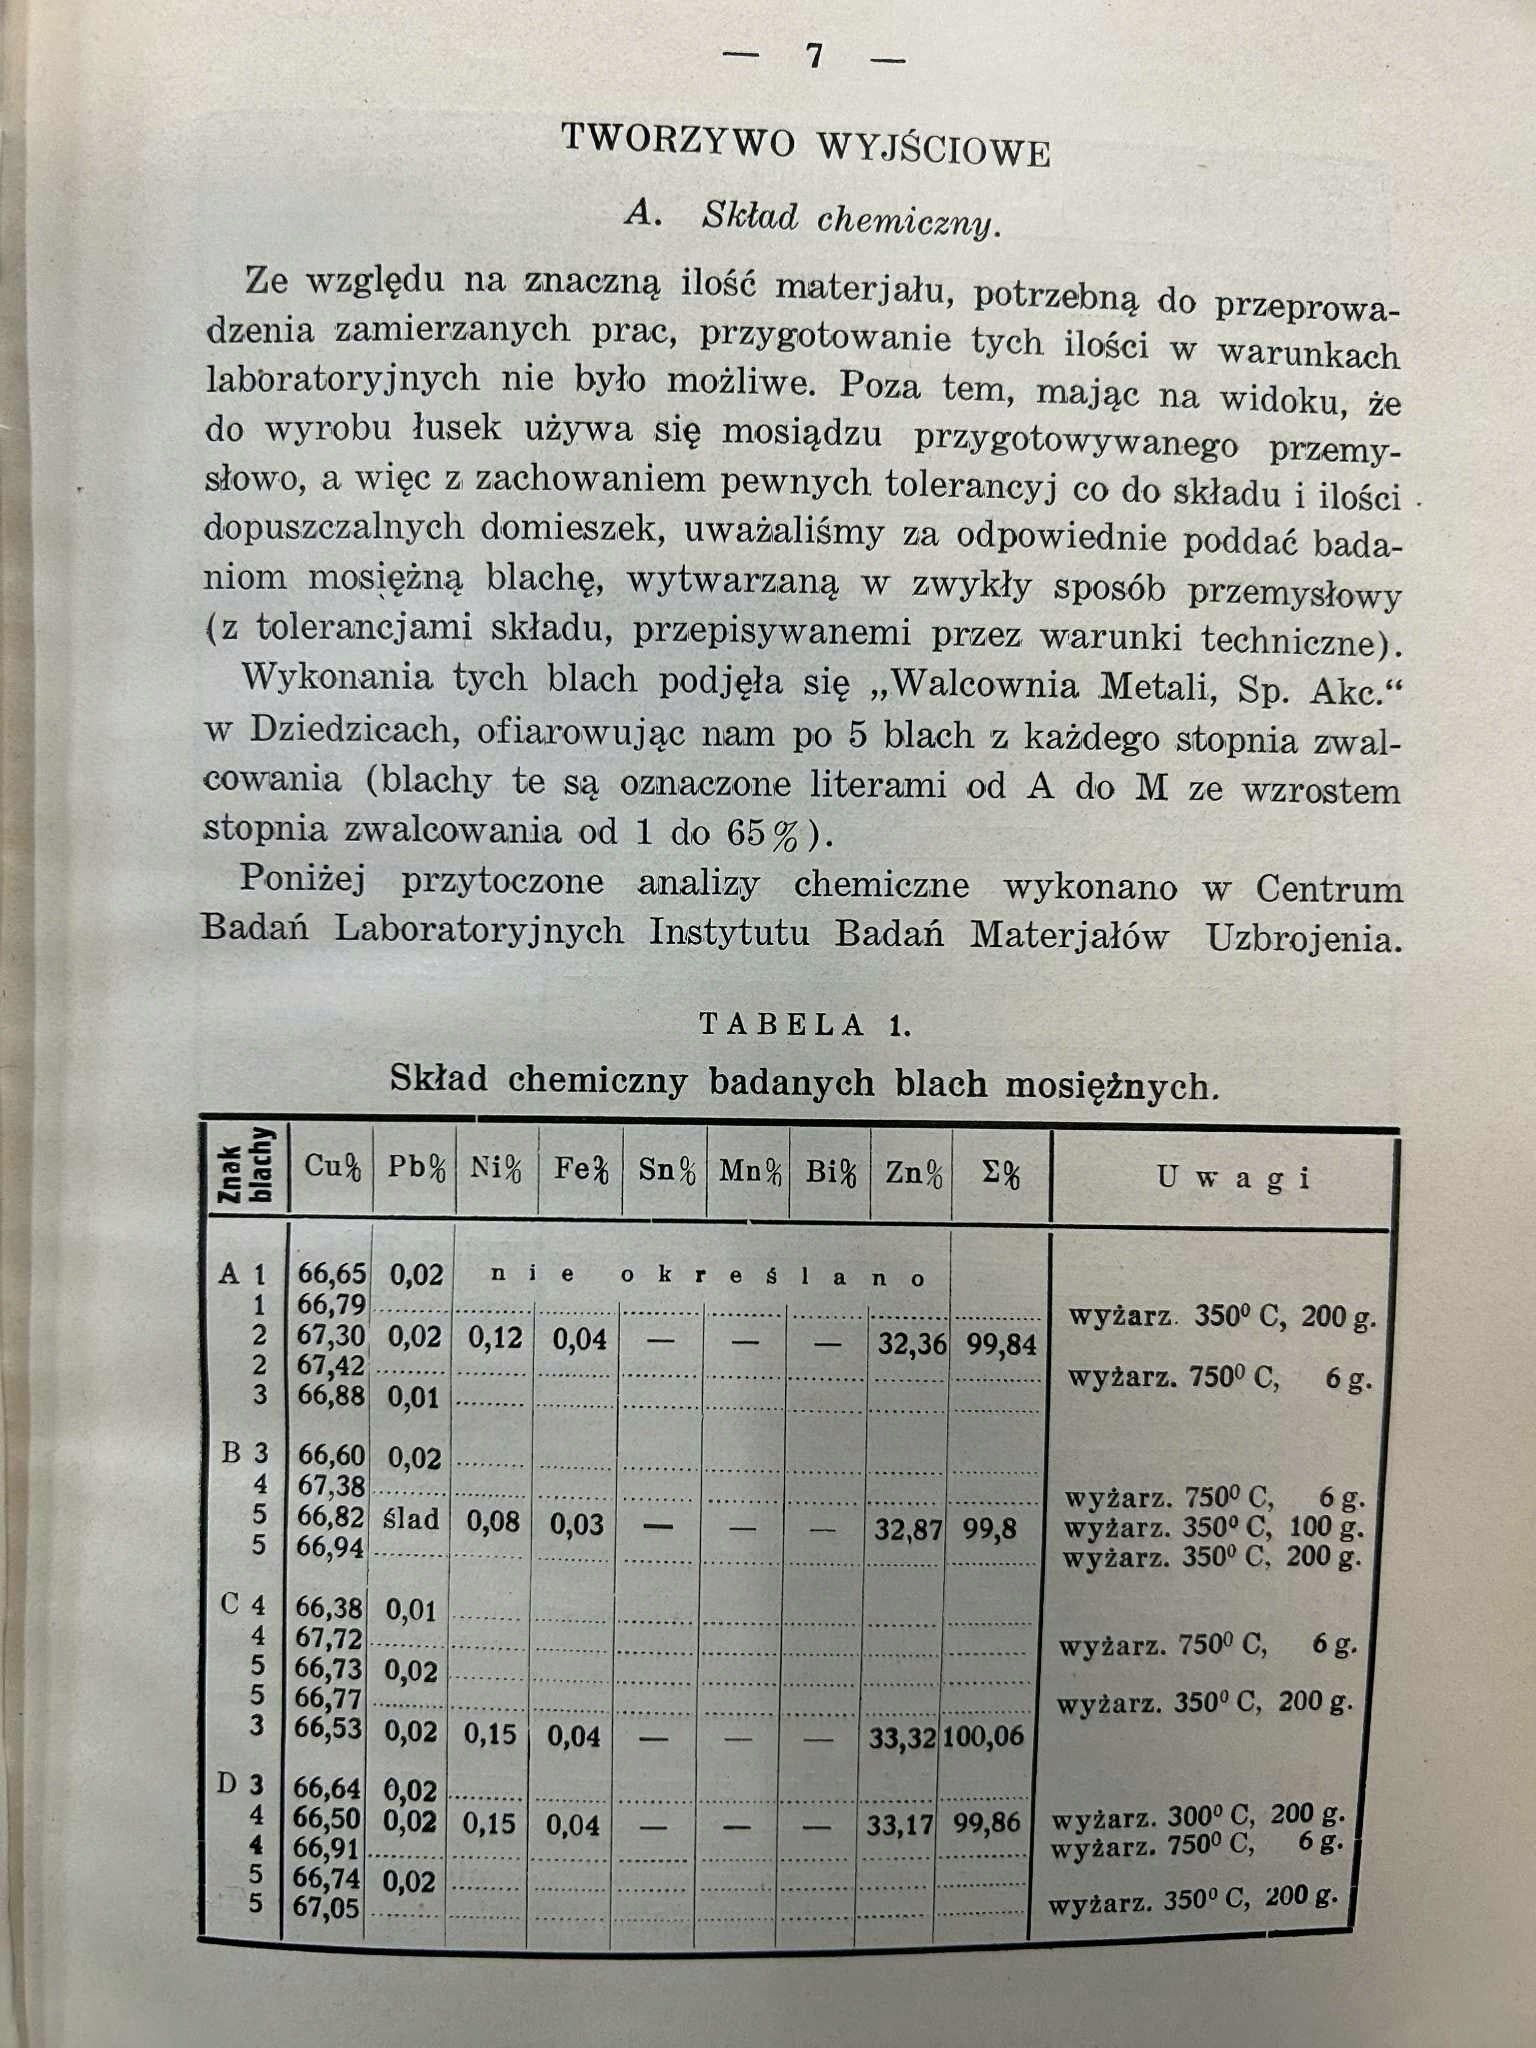 — 7 —
TWORZYWO WYJŚCIOWE
A. Skład chemiczny.
Ze względu na znaczną ilość materjału, potrzebną do przeprowa-
dzenia zamierzanych prac, przygotowanie tych ilości w warunkach
laboratoryjnych nie było możliwe. Poza tem, mając na widoku, że
do wyrobu łusek używa się mosiądzu przygotowywanego przemy-
słowo, a więc z zachowaniem pewnych tolerancyj co do składu i ilości
dopuszczalnych domieszek, uważaliśmy za odpowiednie poddać bada-
niom mosiężną blachę, wytwarzaną w zwykły sposób przemysłowy
(z tolerancjami składu, przepisywanemi przez warunki techniczne).
Wykonania tych blach podjęła się „Walcownia Metali, Sp. Akc.“
w Dziedzicach, ofiarowując nam po 5 blach z każdego stopnia zwal-
cowania (blachy te są oznaczone literami od A do M ze wzrostem
stopnia zwalcowania od 1 do 65%).
Poniżej przytoczone analizy chemiczne wykonano w Centrum
Badań Laboratoryjnych Instytutu Badań Materjałów Uzbrojenia.
TABELA 1.
Skład chemiczny badanych blach mosiężnych.
Znak blachy Cu% Pb% Ni% Fe% Sn% Mn% Bi% Zn% Σ% Uwagi
A 1 66,65 0,02 nie określano
1 66,79 wyżarz. 350⁰ C, 200 g.
2 67,30 0,02 0,12 0,04 — — — 32,36 99,84
2 67,42 wyżarz. 750⁰ C, 6 g.
3 66,88 0,01
B 3 66,60 0,02
4 67,38 wyżarz. 750⁰ C, 6 g.
5 66,82 ślad 0,08 0,03 — — — 32,87 99,8 wyżarz. 350⁰ C, 100 g.
5 66,94 wyżarz. 350⁰ C, 200 g.
C 4 66,38 0,01
4 67,72 wyżarz. 750⁰ C, 6 g.
5 66,73 0,02
5 66,77 wyżarz. 350⁰ C, 200 g.
3 66,53 0,02 0,15 0,04 — — — 33,32 100,06
D 3 66,64 0,02
4 66,50 0,02 0,15 0,04 — — — 33,17 99,86 wyżarz. 300⁰ C, 200 g.
4 66,91 wyżarz. 750⁰ C, 6 g.
5 66,74 0,02
5 67,05 wyżarz. 350⁰ C, 200 g.